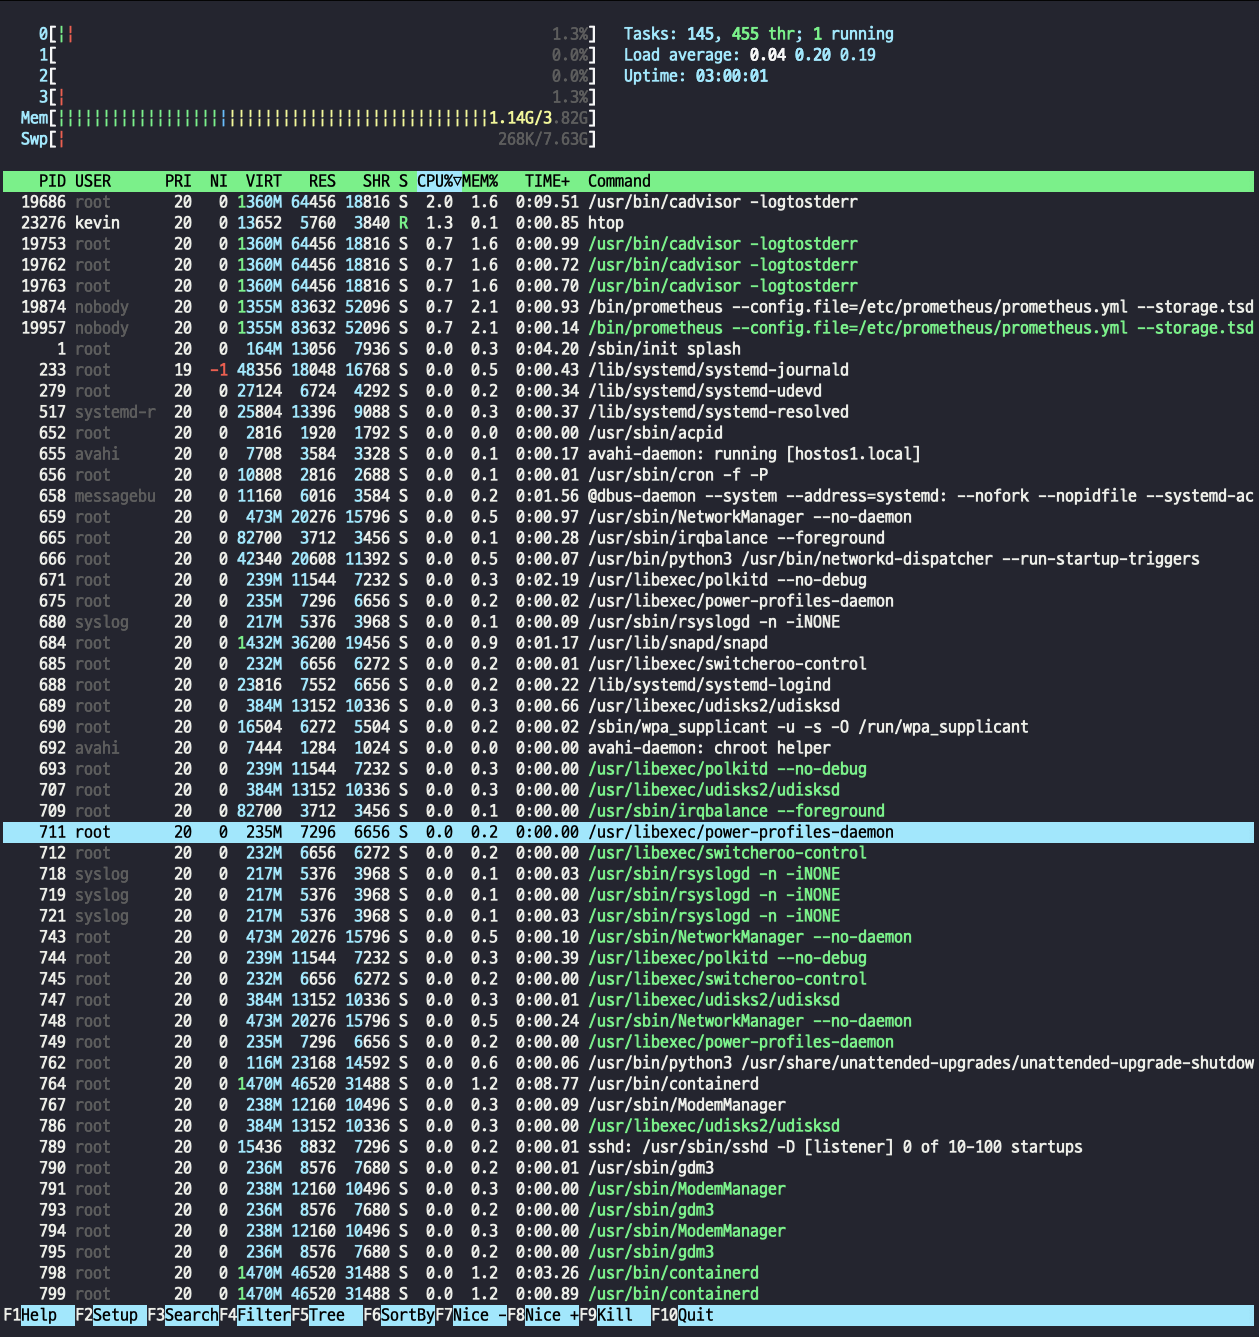 0[¦¦ 1.3%] Tasks: 145, 455 thr; 1 running
1[ 0.0%] Load average: 0.04 0.20 0.19
2[ 0.0%] Uptime: 03:00:01
3[¦ 1.3%]
Mem[¦¦¦¦¦¦¦¦¦¦¦¦¦¦¦¦¦¦¦¦¦¦¦¦¦¦¦¦¦¦¦¦¦¦¦¦¦¦¦¦¦¦¦¦¦¦¦¦1.14G/3.82G]
Swp[¦ 268K/7.63G]
PID USER PRI NI VIRT RES SHR S CPU%▽MEM% TIME+ Command
19686 root 20 0 1360M 64456 18816 S 2.0 1.6 0:09.51 /usr/bin/cadvisor -logtostderr
23276 kevin 20 0 13652 5760 3840 R 1.3 0.1 0:00.85 htop
19753 root 20 0 1360M 64456 18816 S 0.7 1.6 0:00.99 /usr/bin/cadvisor -logtostderr
19762 root 20 0 1360M 64456 18816 S 0.7 1.6 0:00.72 /usr/bin/cadvisor -logtostderr
19763 root 20 0 1360M 64456 18816 S 0.7 1.6 0:00.70 /usr/bin/cadvisor -logtostderr
19874 nobody 20 0 1355M 83632 52096 S 0.7 2.1 0:00.93 /bin/prometheus --config.file=/etc/prometheus/prometheus.yml --storage.tsd
19957 nobody 20 0 1355M 83632 52096 S 0.7 2.1 0:00.14 /bin/prometheus --config.file=/etc/prometheus/prometheus.yml --storage.tsd
1 root 20 0 164M 13056 7936 S 0.0 0.3 0:04.20 /sbin/init splash
233 root 19 -1 48356 18048 16768 S 0.0 0.5 0:00.43 /lib/systemd/systemd-journald
279 root 20 0 27124 6724 4292 S 0.0 0.2 0:00.34 /lib/systemd/systemd-udevd
517 systemd-r 20 0 25804 13396 9088 S 0.0 0.3 0:00.37 /lib/systemd/systemd-resolved
652 root 20 0 2816 1920 1792 S 0.0 0.0 0:00.00 /usr/sbin/acpid
655 avahi 20 0 7708 3584 3328 S 0.0 0.1 0:00.17 avahi-daemon: running [hostos1.local]
656 root 20 0 10808 2816 2688 S 0.0 0.1 0:00.01 /usr/sbin/cron -f -P
658 messagebu 20 0 11160 6016 3584 S 0.0 0.2 0:01.56 @dbus-daemon --system --address=systemd: --nofork --nopidfile --systemd-ac
659 root 20 0 473M 20276 15796 S 0.0 0.5 0:00.97 /usr/sbin/NetworkManager --no-daemon
665 root 20 0 82700 3712 3456 S 0.0 0.1 0:00.28 /usr/sbin/irqbalance --foreground
666 root 20 0 42340 20608 11392 S 0.0 0.5 0:00.07 /usr/bin/python3 /usr/bin/networkd-dispatcher --run-startup-triggers
671 root 20 0 239M 11544 7232 S 0.0 0.3 0:02.19 /usr/libexec/polkitd --no-debug
675 root 20 0 235M 7296 6656 S 0.0 0.2 0:00.02 /usr/libexec/power-profiles-daemon
680 syslog 20 0 217M 5376 3968 S 0.0 0.1 0:00.09 /usr/sbin/rsyslogd -n -iNONE
684 root 20 0 1432M 36200 19456 S 0.0 0.9 0:01.17 /usr/lib/snapd/snapd
685 root 20 0 232M 6656 6272 S 0.0 0.2 0:00.01 /usr/libexec/switcheroo-control
688 root 20 0 23816 7552 6656 S 0.0 0.2 0:00.22 /lib/systemd/systemd-logind
689 root 20 0 384M 13152 10336 S 0.0 0.3 0:00.66 /usr/libexec/udisks2/udisksd
690 root 20 0 16504 6272 5504 S 0.0 0.2 0:00.02 /sbin/wpa_supplicant -u -s -O /run/wpa_supplicant
692 avahi 20 0 7444 1284 1024 S 0.0 0.0 0:00.00 avahi-daemon: chroot helper
693 root 20 0 239M 11544 7232 S 0.0 0.3 0:00.00 /usr/libexec/polkitd --no-debug
707 root 20 0 384M 13152 10336 S 0.0 0.3 0:00.00 /usr/libexec/udisks2/udisksd
709 root 20 0 82700 3712 3456 S 0.0 0.1 0:00.00 /usr/sbin/irqbalance --foreground
711 root 20 0 235M 7296 6656 S 0.0 0.2 0:00.00 /usr/libexec/power-profiles-daemon
712 root 20 0 232M 6656 6272 S 0.0 0.2 0:00.00 /usr/libexec/switcheroo-control
718 syslog 20 0 217M 5376 3968 S 0.0 0.1 0:00.03 /usr/sbin/rsyslogd -n -iNONE
719 syslog 20 0 217M 5376 3968 S 0.0 0.1 0:00.00 /usr/sbin/rsyslogd -n -iNONE
721 syslog 20 0 217M 5376 3968 S 0.0 0.1 0:00.03 /usr/sbin/rsyslogd -n -iNONE
743 root 20 0 473M 20276 15796 S 0.0 0.5 0:00.10 /usr/sbin/NetworkManager --no-daemon
744 root 20 0 239M 11544 7232 S 0.0 0.3 0:00.39 /usr/libexec/polkitd --no-debug
745 root 20 0 232M 6656 6272 S 0.0 0.2 0:00.00 /usr/libexec/switcheroo-control
747 root 20 0 384M 13152 10336 S 0.0 0.3 0:00.01 /usr/libexec/udisks2/udisksd
748 root 20 0 473M 20276 15796 S 0.0 0.5 0:00.24 /usr/sbin/NetworkManager --no-daemon
749 root 20 0 235M 7296 6656 S 0.0 0.2 0:00.00 /usr/libexec/power-profiles-daemon
762 root 20 0 116M 23168 14592 S 0.0 0.6 0:00.06 /usr/bin/python3 /usr/share/unattended-upgrades/unattended-upgrade-shutdow
764 root 20 0 1470M 46520 31488 S 0.0 1.2 0:08.77 /usr/bin/containerd
767 root 20 0 238M 12160 10496 S 0.0 0.3 0:00.09 /usr/sbin/ModemManager
786 root 20 0 384M 13152 10336 S 0.0 0.3 0:00.00 /usr/libexec/udisks2/udisksd
789 root 20 0 15436 8832 7296 S 0.0 0.2 0:00.01 sshd: /usr/sbin/sshd -D [listener] 0 of 10-100 startups
790 root 20 0 236M 8576 7680 S 0.0 0.2 0:00.01 /usr/sbin/gdm3
791 root 20 0 238M 12160 10496 S 0.0 0.3 0:00.00 /usr/sbin/ModemManager
793 root 20 0 236M 8576 7680 S 0.0 0.2 0:00.00 /usr/sbin/gdm3
794 root 20 0 238M 12160 10496 S 0.0 0.3 0:00.00 /usr/sbin/ModemManager
795 root 20 0 236M 8576 7680 S 0.0 0.2 0:00.00 /usr/sbin/gdm3
798 root 20 0 1470M 46520 31488 S 0.0 1.2 0:03.26 /usr/bin/containerd
799 root 20 0 1470M 46520 31488 S 0.0 1.2 0:00.89 /usr/bin/containerd
F1Help F2Setup F3SearchF4FilterF5Tree F6SortByF7Nice -F8Nice +F9Kill F10Quit